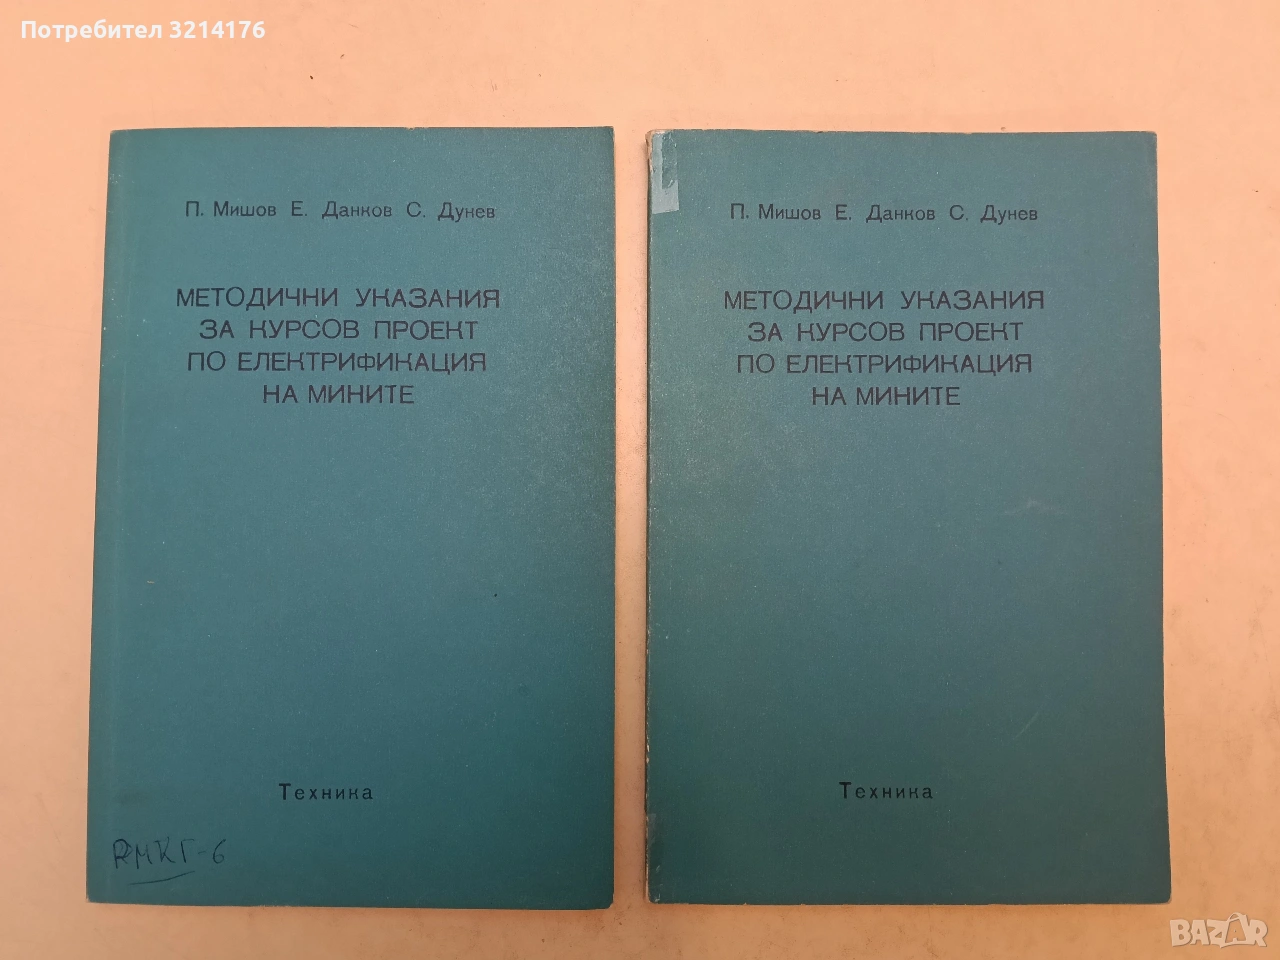 Потребител 3214176
П. Мишов Е. Данков С. Дунев
МЕТОДИЧНИ УКАЗАНИЯ
ЗА КУРСОВ ПРОЕКТ
ПО ЕЛЕКТРИФИКАЦИЯ
НА МИНИТЕ
Техника
РМКГ-6
П. Мишов Е. Данков С. Дунев
МЕТОДИЧНИ УКАЗАНИЯ
ЗА КУРСОВ ПРОЕКТ
ПО ЕЛЕКТРИФИКАЦИЯ
НА МИНИТЕ
Техника
BAZAR